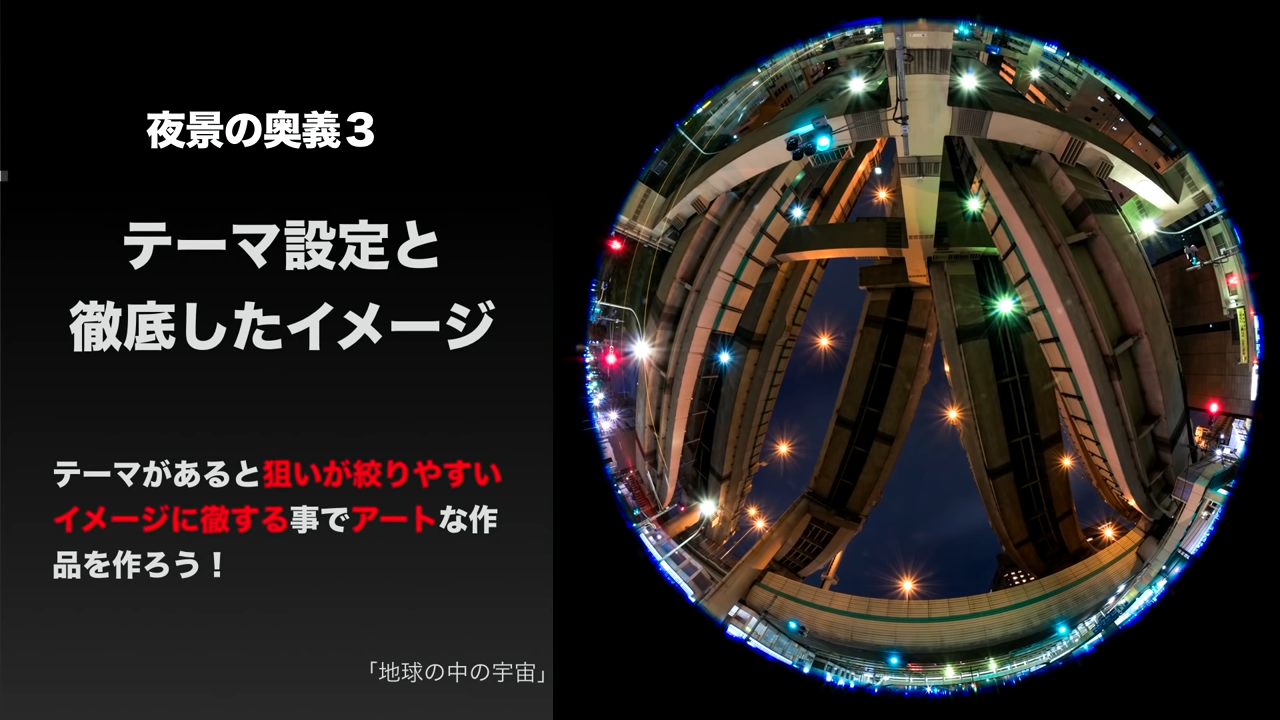 夜景の奥義３
テーマ設定と
徹底したイメージ
テーマがあると狙いが絞りやすい
イメージに徹する事でアートな作
品を作ろう！
「地球の中の宇宙」